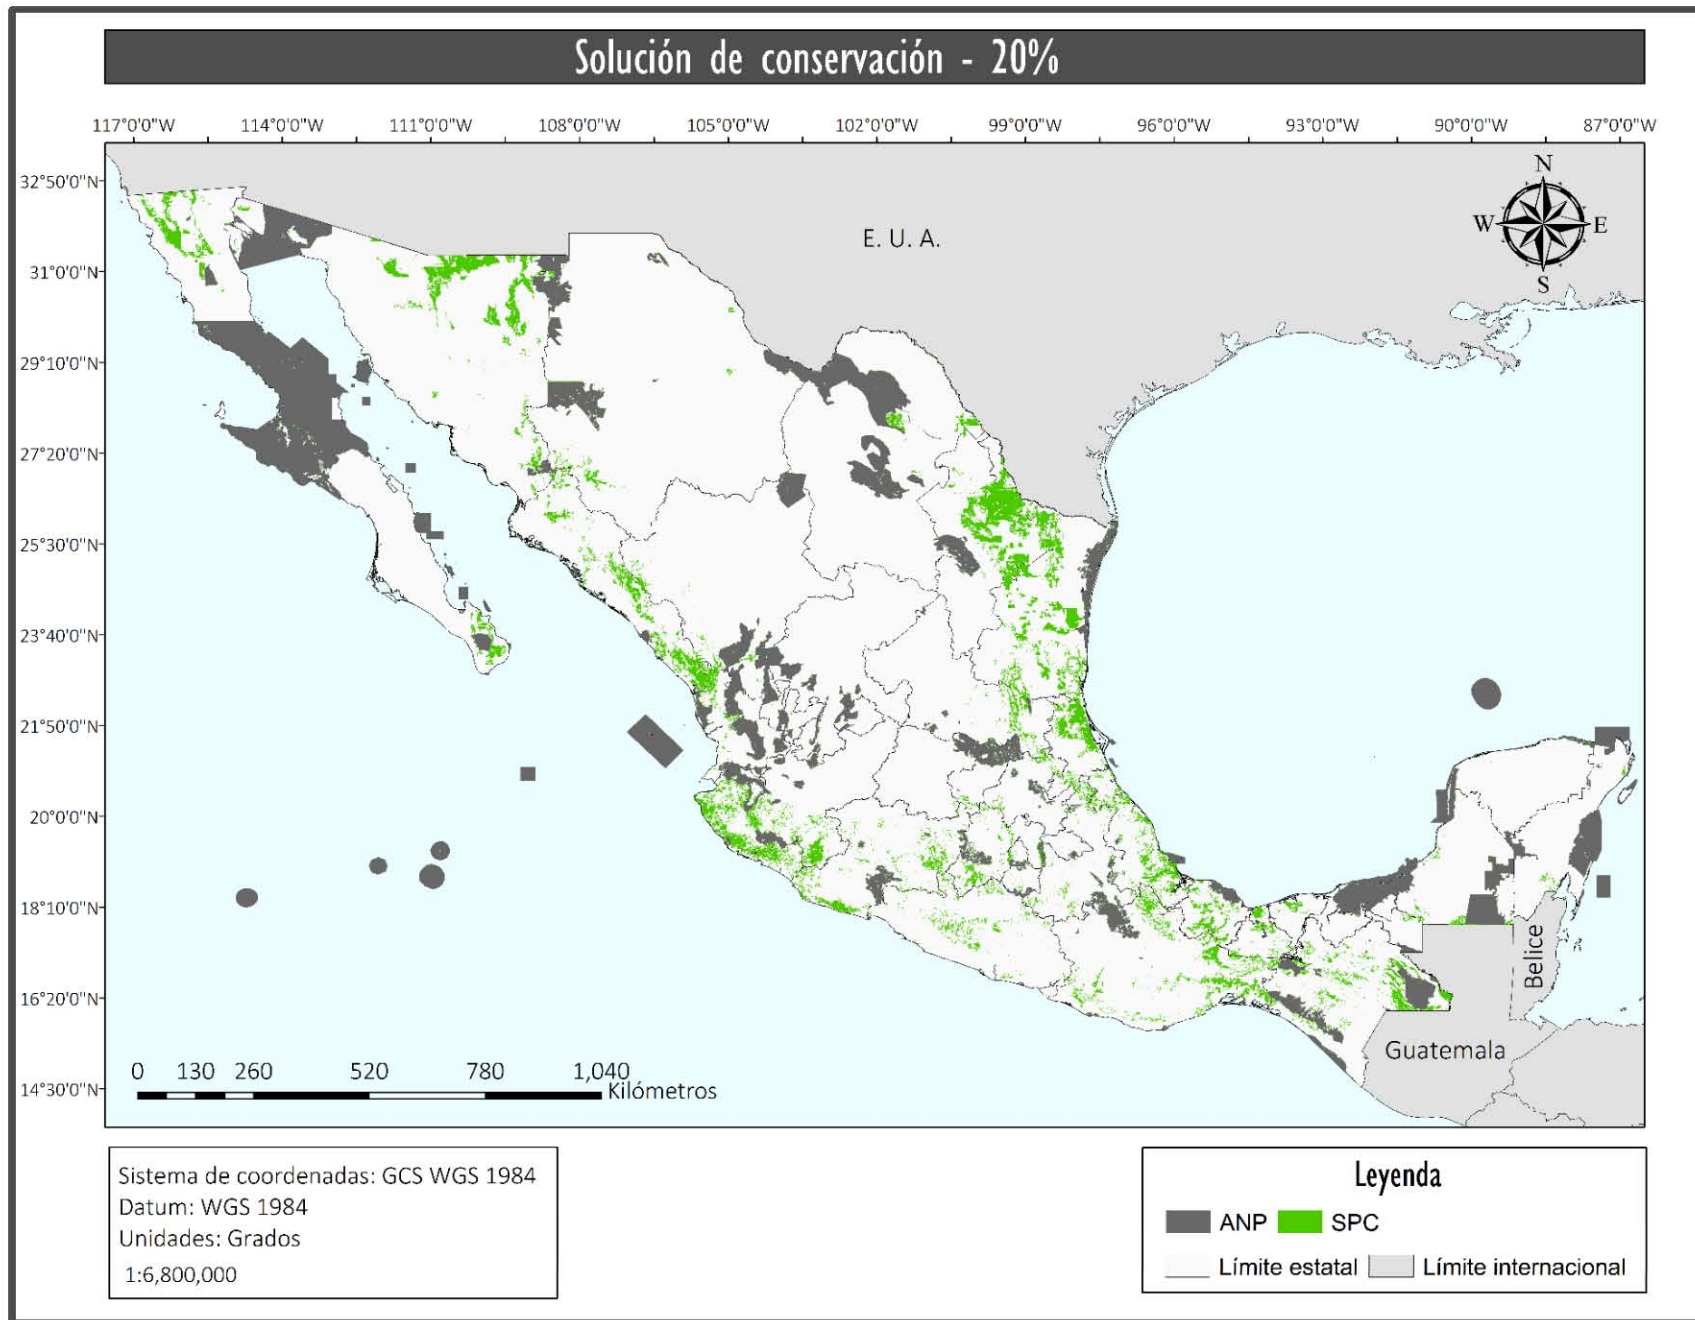 Solución de conservación - 20%
117°0'0"W 114°0'0"W 111°0'0"W 108°0'0"W 105°0'0"W 102°0'0"W 99°0'0"W 96°0'0"W 93°0'0"W 90°0'0"W 87°0'0"W
32°50'0"N
31°0'0"N
29°10'0"N
27°20'0"N
25°30'0"N
23°40'0"N
21°50'0"N
20°0'0"N
18°10'0"N
16°20'0"N
14°30'0"N
N
W E
S
E. U. A.
Belice
Guatemala
0 130 260 520 780 1,040
Kilómetros
Sistema de coordenadas: GCS WGS 1984
Datum: WGS 1984
Unidades: Grados
1:6,800,000
Leyenda
ANP SPC
Límite estatal Límite internacional